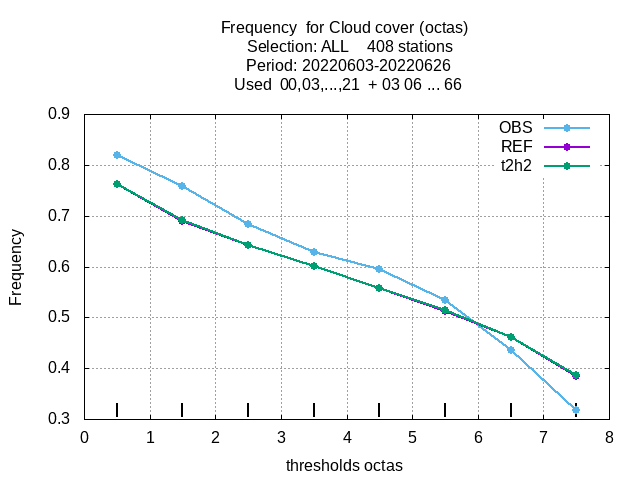 Frequency  for Cloud cover (octas)
Selection: ALL    408 stations
Period: 20220603-20220626
Used  00,03,...,21  + 03 06 ... 66
0.9
0.8
0.7
0.6
0.5
0.4
0.3
Frequency
OBS
REF
t2h2
0 1 2 3 4 5 6 7 8
thresholds octas